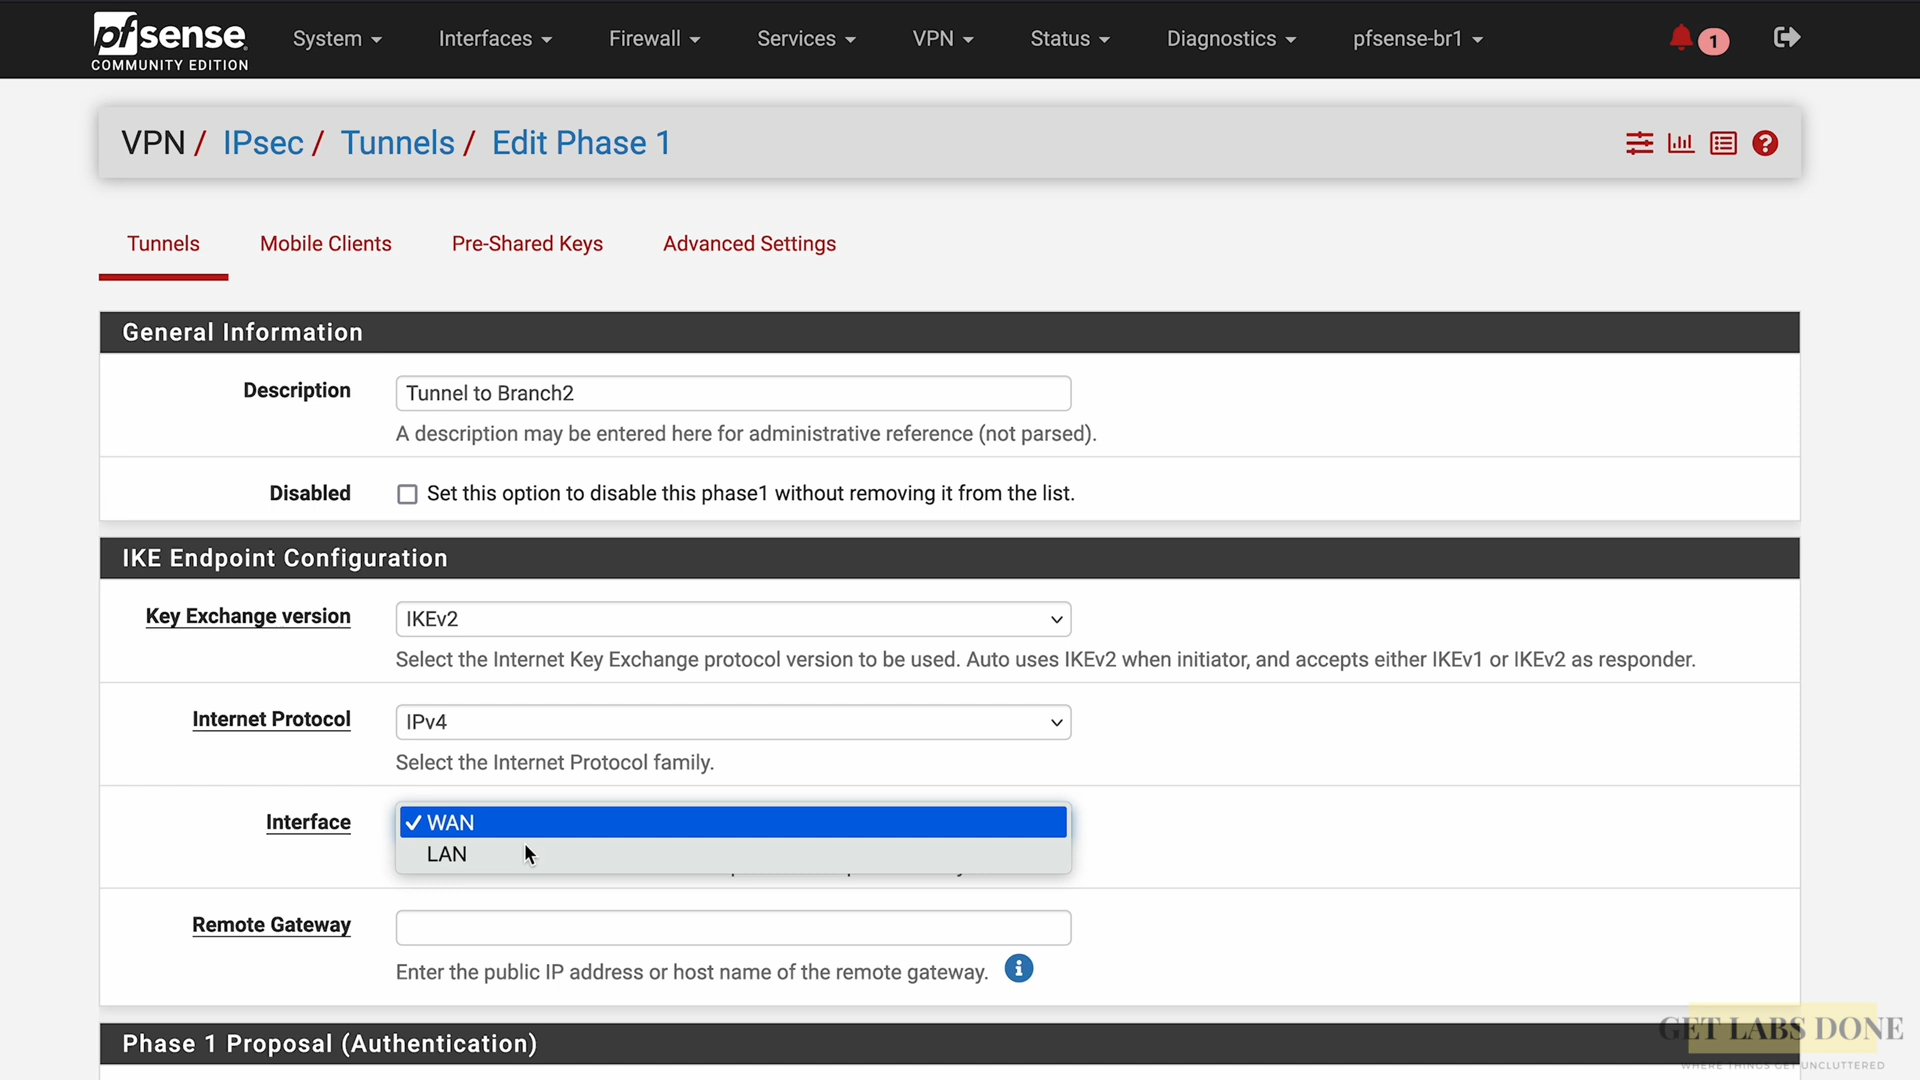 pfsense
COMMUNITY EDITION
System
Interfaces
Firewall
Services
VPN
Status
Diagnostics
pfsense-br1
1
VPN / IPsec / Tunnels / Edit Phase 1
Tunnels
Mobile Clients
Pre-Shared Keys
Advanced Settings
General Information
Description
Tunnel to Branch2
A description may be entered here for administrative reference (not parsed).
Disabled
Set this option to disable this phase1 without removing it from the list.
IKE Endpoint Configuration
Key Exchange version
IKEv2
Select the Internet Key Exchange protocol version to be used. Auto uses IKEv2 when initiator, and accepts either IKEv1 or IKEv2 as responder.
Internet Protocol
IPv4
Select the Internet Protocol family.
Interface
WAN
LAN
Remote Gateway
Enter the public IP address or host name of the remote gateway.
Phase 1 Proposal (Authentication)
GET LABS DONE
WHERE THINGS GET UNCLUTTERED